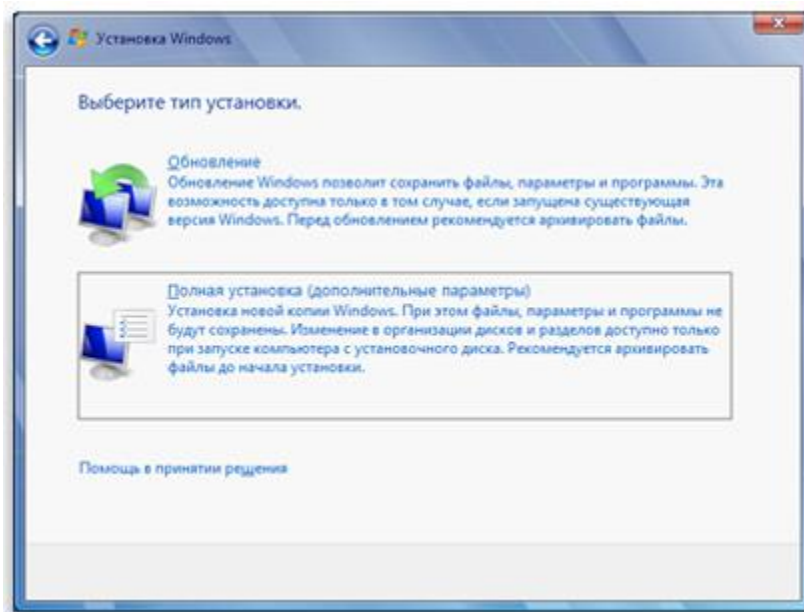 Установка Windows
Выберите тип установки.
Обновление
Обновление Windows позволит сохранить файлы, параметры и программы. Эта
возможность доступна только в том случае, если запущена существующая
версия Windows. Перед обновлением рекомендуется архивировать файлы.
Полная установка (дополнительные параметры)
Установка новой копии Windows. При этом файлы, параметры и программы не
будут сохранены. Изменение в организации дисков и разделов доступно только
при запуске компьютера с установочного диска. Рекомендуется архивировать
файлы до начала установки.
Помощь в принятии решения